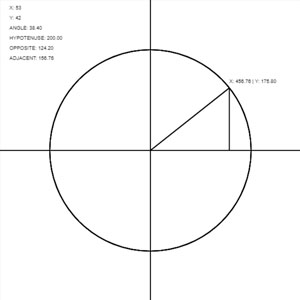 X: 53
Y: 42
ANGLE: 38.40
HYPOTENUSE: 200.00
OPPOSITE: 124.20
ADJACENT: 156.76
X: 456.76 | Y: 175.80